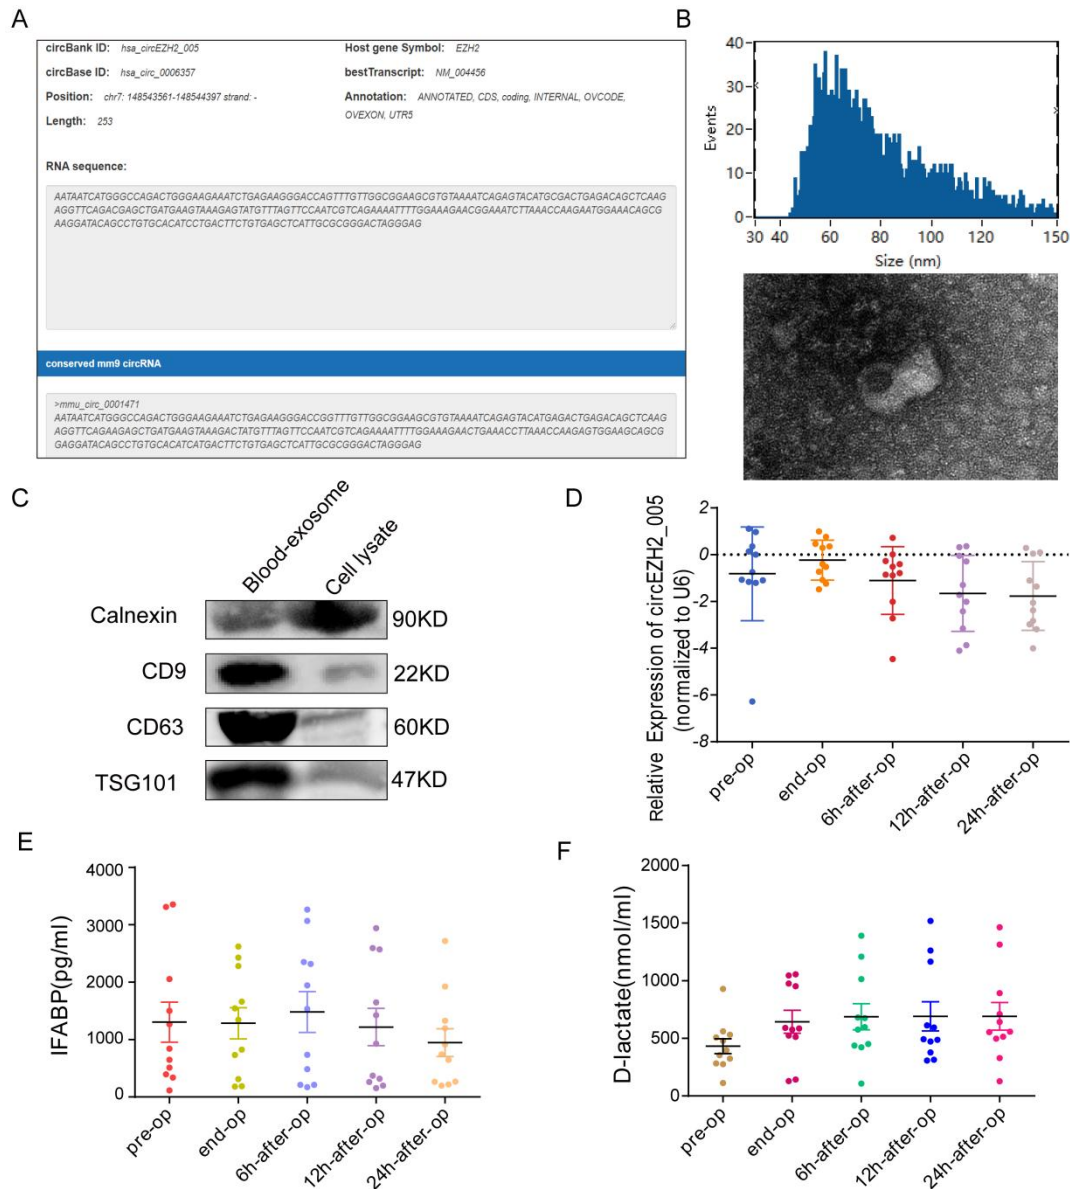 A
circBank ID: hsa_circEZH2_005
Host gene Symbol: EZH2
circBase ID: hsa_circ_0006357
bestTranscript: NM_004456
Position: chr7: 148543561-148544397 strand: -
Annotation: ANNOTATED, CDS, coding, INTERNAL, OVCODE,
OVEXON, UTR5
Length: 253
RNA sequence:
AATAATCATGGGCCAGACTGGGAAGAAATCTGAGAAGGGACCAGTTTGTTGGCGGAAGCGTGTAAAATCAGAGTACATGCGACTGAGACAGCTCAAG
AGGTTCAGACGAGCTGATGAAGTAAAGAGTATGTTTAGTTCCAATCGTCAGAAAATTTTGGAAAGAACGGAAATCTTAAACCAAGAATGGAAACAGCG
AAGGATACAGCCTGTGCACATCCTGACTTCTGTGAGCTCATTGCGCGGGACTAGGGAG
conserved mm9 circRNA
>mmu_circ_0001471
AATAATCATGGGCCAGACTGGGAAGAAATCTGAGAAGGGACCGGTTTGTTGGCGGAAGCGTGTAAAATCAGAGTACATGAGACTGAGACAGCTCAAG
AGGTTCAGAAGAGCTGATGAAGTAAAGACTATGTTTAGTTCCAATCGTCAGAAAATTTTGGAAAGAACTGAAACCTTAAACCAAGAGTGGAAGCAGCG
GAGGATACAGCCTGTGCACATCATGACTTCTGTGAGCTCATTGCGCGGGACTAGGGAG
B
Events
40
30
20
10
0
30 40 60 80 100 120 150
Size (nm)
C
Blood-exosome
Cell lysate
Calnexin 90KD
CD9 22KD
CD63 60KD
TSG101 47KD
D
Relative Expression of circEZH2_005
(normalized to U6)
2
0
-2
-4
-6
-8
pre-op
end-op
6h-after-op
12h-after-op
24h-after-op
E
IFABP(pg/ml)
4000
3000
2000
1000
0
pre-op
end-op
6h-after-op
12h-after-op
24h-after-op
F
D-lactate(nmol/ml)
2000
1500
1000
500
0
pre-op
end-op
6h-after-op
12h-after-op
24h-after-op